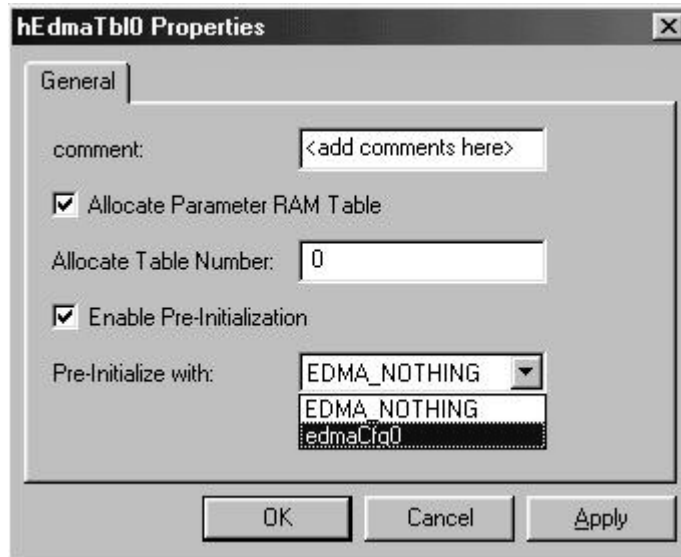 hEdmaTbl0 Properties
General
comment: <add comments here>
Allocate Parameter RAM Table
Allocate Table Number: 0
Enable Pre-Initialization
Pre-Initialize with: EDMA_NOTHING
EDMA_NOTHING
edmaCfg0
OK Cancel Apply